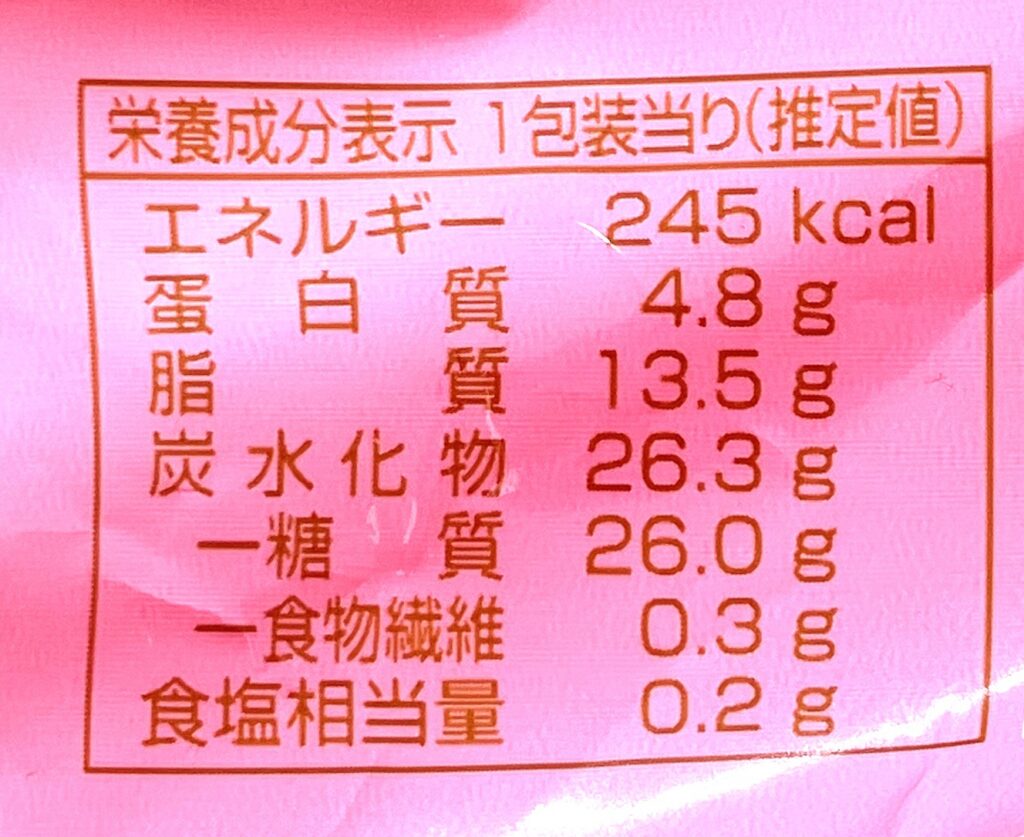 栄養成分表示 1包装当り(推定値)
エネルギー 245 kcal
蛋白質 4.8 g
脂質 13.5 g
炭水化物 26.3 g
ー糖質 26.0 g
ー食物繊維 0.3 g
食塩相当量 0.2 g